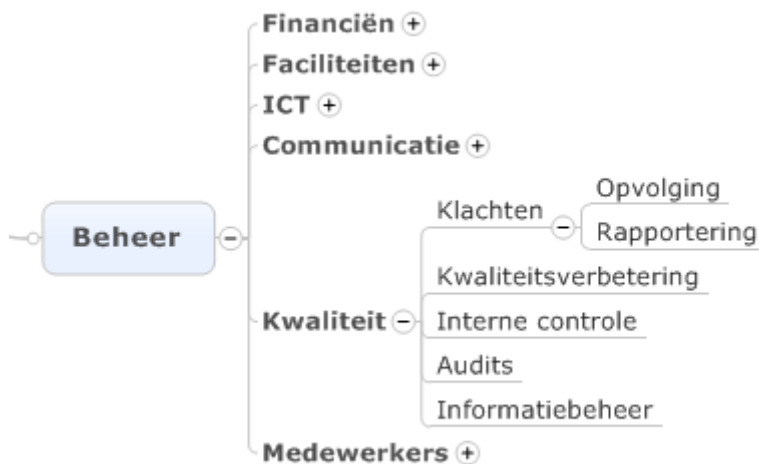 Financiën
Faciliteiten
ICT
Communicatie
Beheer
Kwaliteit
Klachten
Opvolging
Rapportering
Kwaliteitsverbetering
Interne controle
Audits
Informatiebeheer
Medewerkers